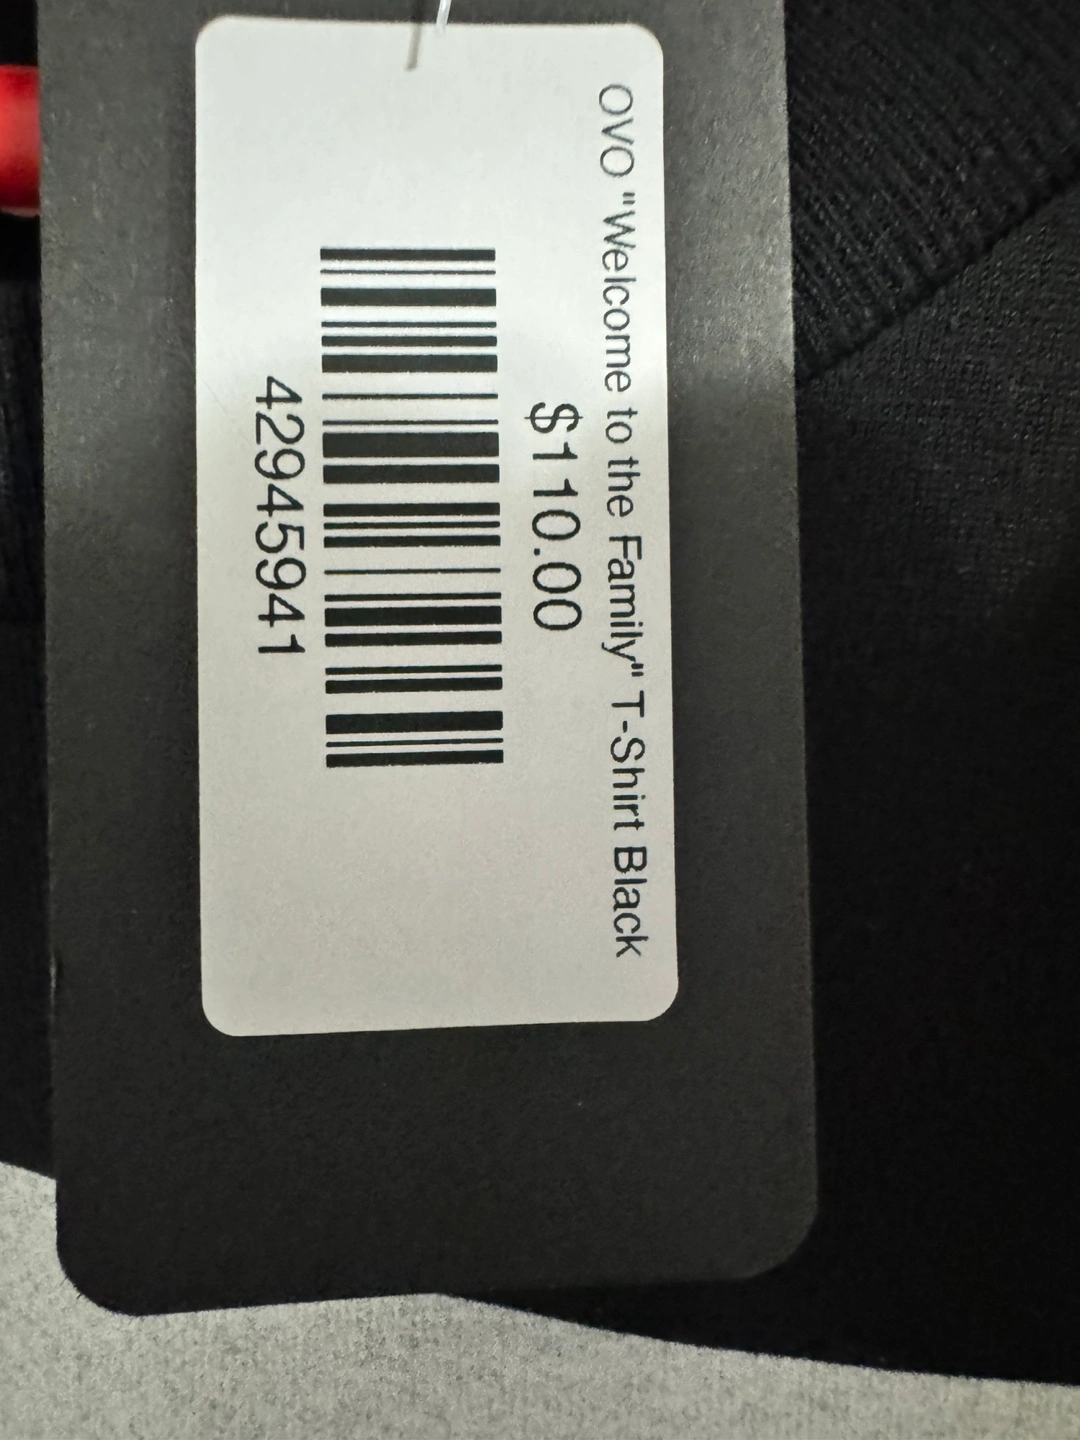 OVO "Welcome to the Family" T-Shirt Black
$110.00
42945941